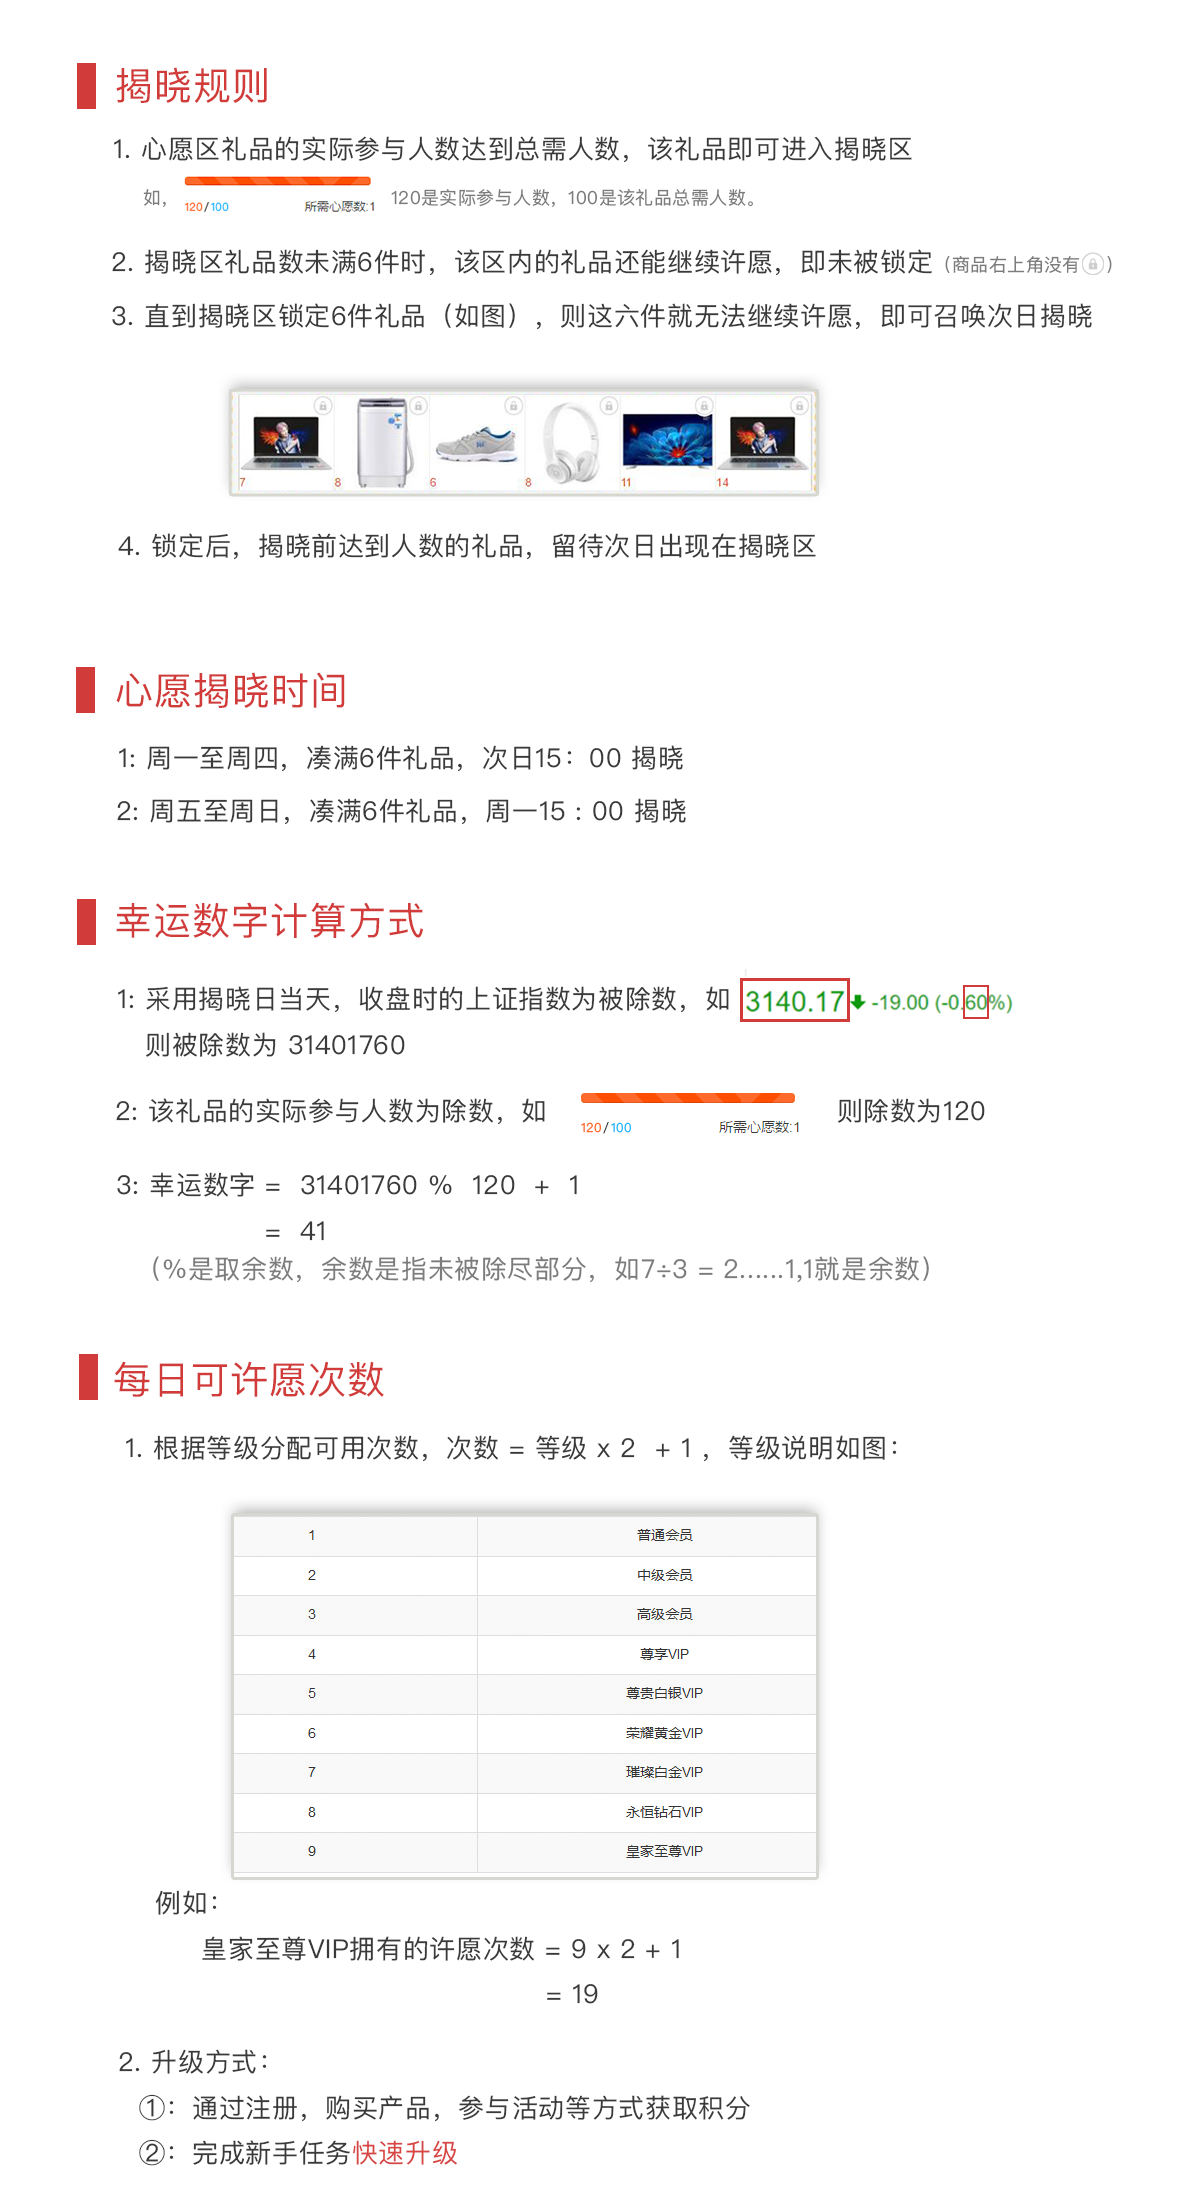 揭晓规则
1. 心愿区礼品的实际参与人数达到总需人数，该礼品即可进入揭晓区
如，
120/100 所需心愿数:1 120是实际参与人数，100是该礼品总需人数。
2. 揭晓区礼品数未满6件时，该区内的礼品还能继续许愿，即未被锁定（商品右上角没有）
3. 直到揭晓区锁定6件礼品（如图），则这六件就无法继续许愿，即可召唤次日揭晓
7 8 6 8 11 14
4. 锁定后，揭晓前达到人数的礼品，留待次日出现在揭晓区
心愿揭晓时间
1: 周一至周四，凑满6件礼品，次日15：00 揭晓
2: 周五至周日，凑满6件礼品，周一15 : 00 揭晓
幸运数字计算方式
1: 采用揭晓日当天，收盘时的上证指数为被除数，如 3140.17 -19.00 (-0.60%)
则被除数为 31401760
2: 该礼品的实际参与人数为除数，如 120/100 所需心愿数:1 则除数为120
3: 幸运数字 = 31401760 % 120 + 1
= 41
（%是取余数，余数是指未被除尽部分，如7÷3 = 2......1,1就是余数）
每日可许愿次数
1. 根据等级分配可用次数，次数 = 等级 x 2 + 1 ，等级说明如图：
1 普通会员
2 中级会员
3 高级会员
4 尊享VIP
5 尊贵白银VIP
6 荣耀黄金VIP
7 璀璨白金VIP
8 永恒钻石VIP
9 皇家至尊VIP
例如：
皇家至尊VIP拥有的许愿次数 = 9 x 2 + 1
= 19
2. 升级方式：
①：通过注册，购买产品，参与活动等方式获取积分
②：完成新手任务快速升级